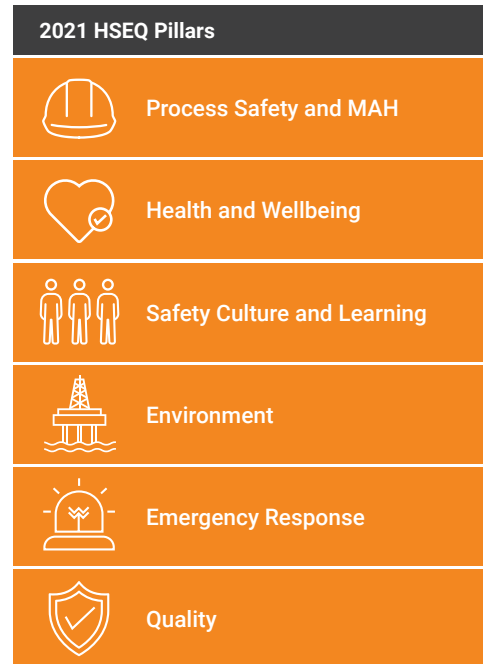 2021 HSEQ Pillars
Process Safety and MAH
Health and Wellbeing
Safety Culture and Learning
Environment
Emergency Response
Quality